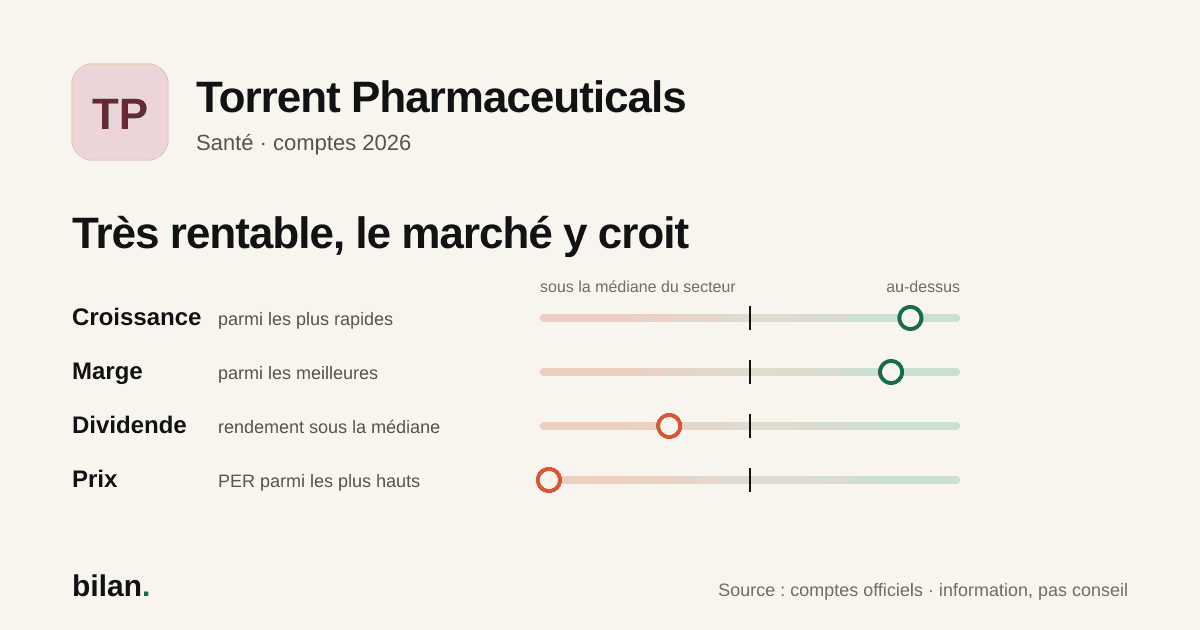 TP
Torrent Pharmaceuticals
Santé · comptes 2026
Très rentable, le marché y croit
sous la médiane du secteur au-dessus
Croissance parmi les plus rapides
Marge parmi les meilleures
Dividende rendement sous la médiane
Prix PER parmi les plus hauts
bilan.
Source : comptes officiels · information, pas conseil